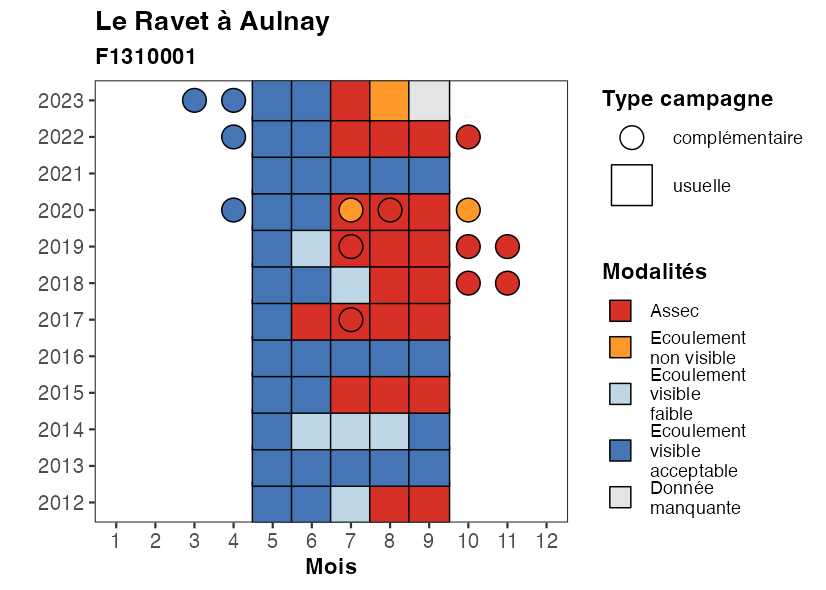 Le Ravet à Aulnay
F1310001
2023
2022
2021
2020
2019
2018
2017
2016
2015
2014
2013
2012
1 2 3 4 5 6 7 8 9 10 11 12
Mois
Type campagne
complémentaire
usuelle
Modalités
Assec
Ecoulement
non visible
Ecoulement
visible
faible
Ecoulement
visible
acceptable
Donnée
manquante